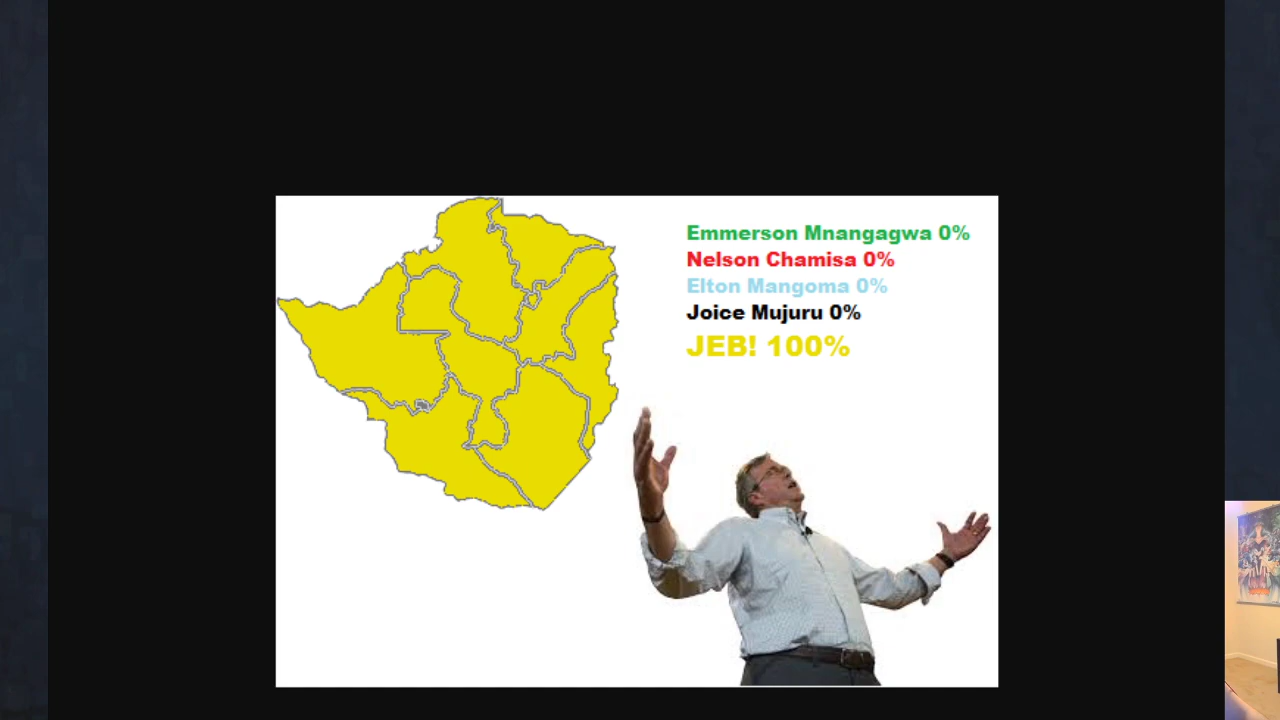 Emmerson Mnangagwa 0%
Nelson Chamisa 0%
Elton Mangoma 0%
Joice Mujuru 0%
JEB! 100%